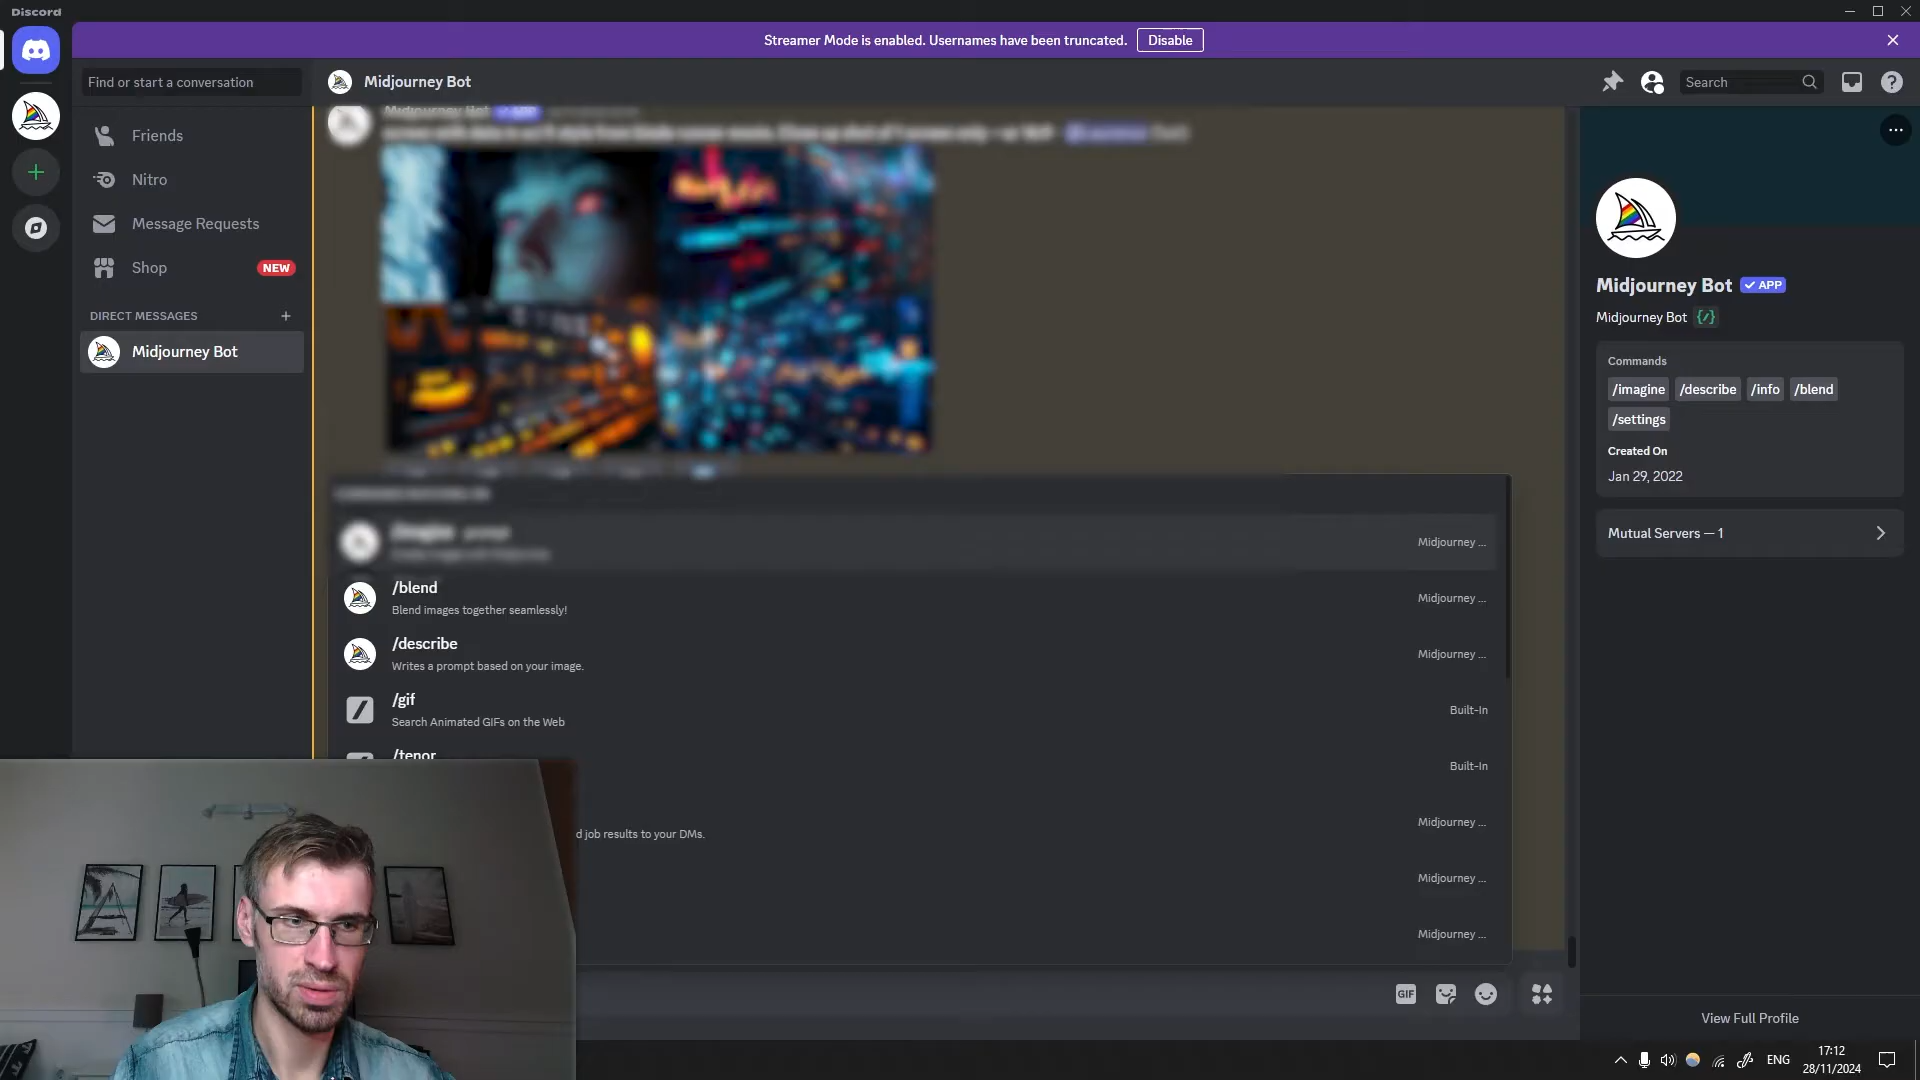 Discord
Streamer Mode is enabled. Usernames have been truncated.
Disable
Find or start a conversation
Midjourney Bot
Search
Friends
Nitro
Message Requests
Shop
NEW
DIRECT MESSAGES
Midjourney Bot
Midjourney Bot APP
Midjourney ...
/blend
Blend images together seamlessly!
Midjourney ...
/describe
Writes a prompt based on your image.
Midjourney ...
/gif
Search Animated GIFs on the Web
Built-In
/tenor
Built-In
Midjourney ...
d job results to your DMs.
Midjourney ...
Midjourney ...
GIF
Midjourney Bot
APP
Midjourney Bot
Commands
/imagine /describe /info /blend
/settings
Created On
Jan 29, 2022
Mutual Servers — 1
View Full Profile
ENG
17:12
28/11/2024